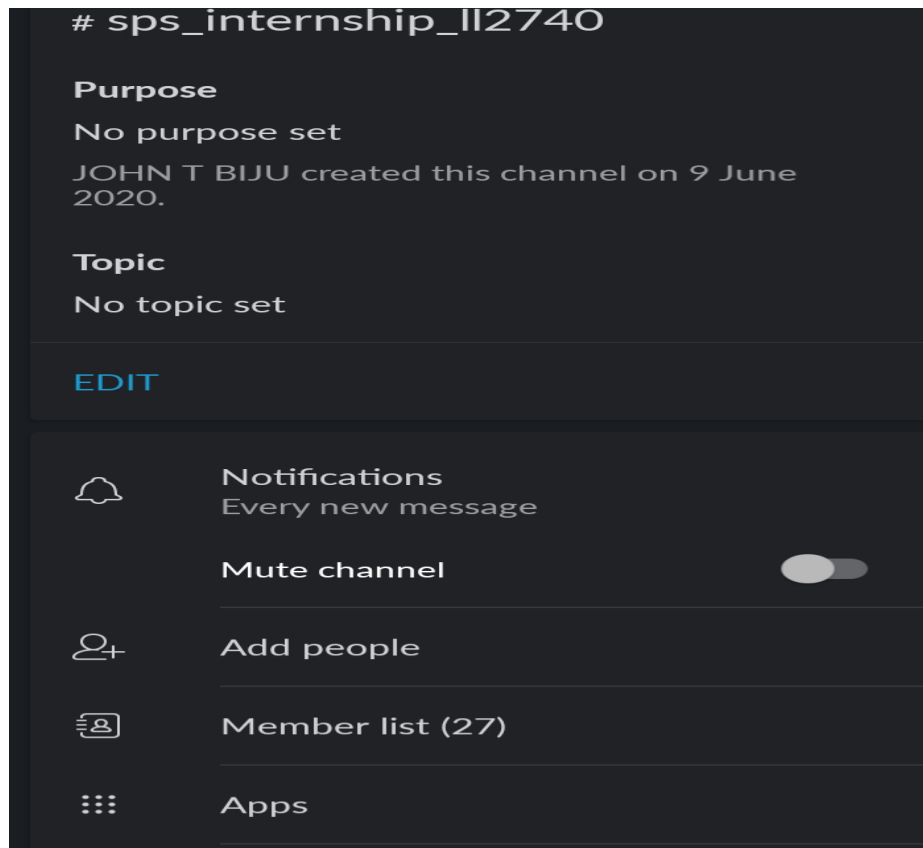 # sps_internship_ll2740
Purpose
No purpose set
JOHN T BIJU created this channel on 9 June
2020.
Topic
No topic set
EDIT
Notifications
Every new message
Mute channel
Add people
Member list (27)
Apps